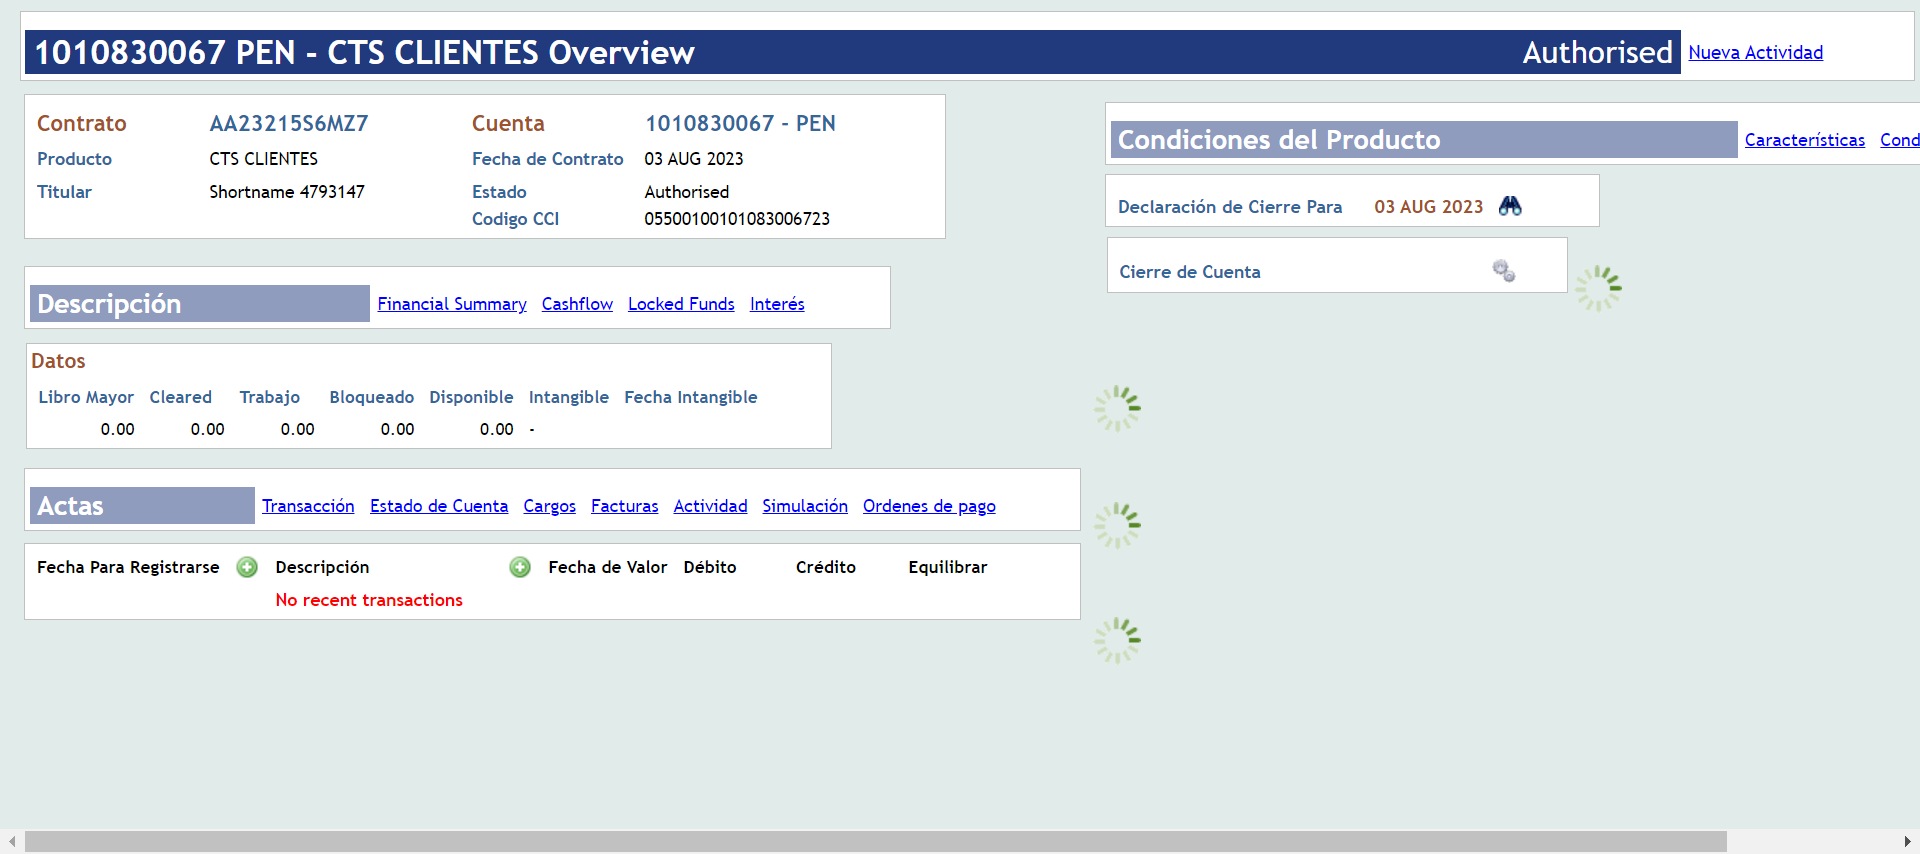 1010830067 PEN - CTS CLIENTES Overview Authorised Nueva Actividad
Contrato AA23215S6MZ7 Cuenta 1010830067 - PEN
Producto CTS CLIENTES Fecha de Contrato 03 AUG 2023
Titular Shortname 4793147 Estado Authorised
Codigo CCI 05500100101083006723
Condiciones del Producto Características Cond
Declaración de Cierre Para 03 AUG 2023
Cierre de Cuenta
Descripción Financial Summary Cashflow Locked Funds Interés
Datos
Libro Mayor Cleared Trabajo Bloqueado Disponible Intangible Fecha Intangible
0.00 0.00 0.00 0.00 0.00 -
Actas Transacción Estado de Cuenta Cargos Facturas Actividad Simulación Ordenes de pago
Fecha Para Registrarse Descripción Fecha de Valor Débito Crédito Equilibrar
No recent transactions